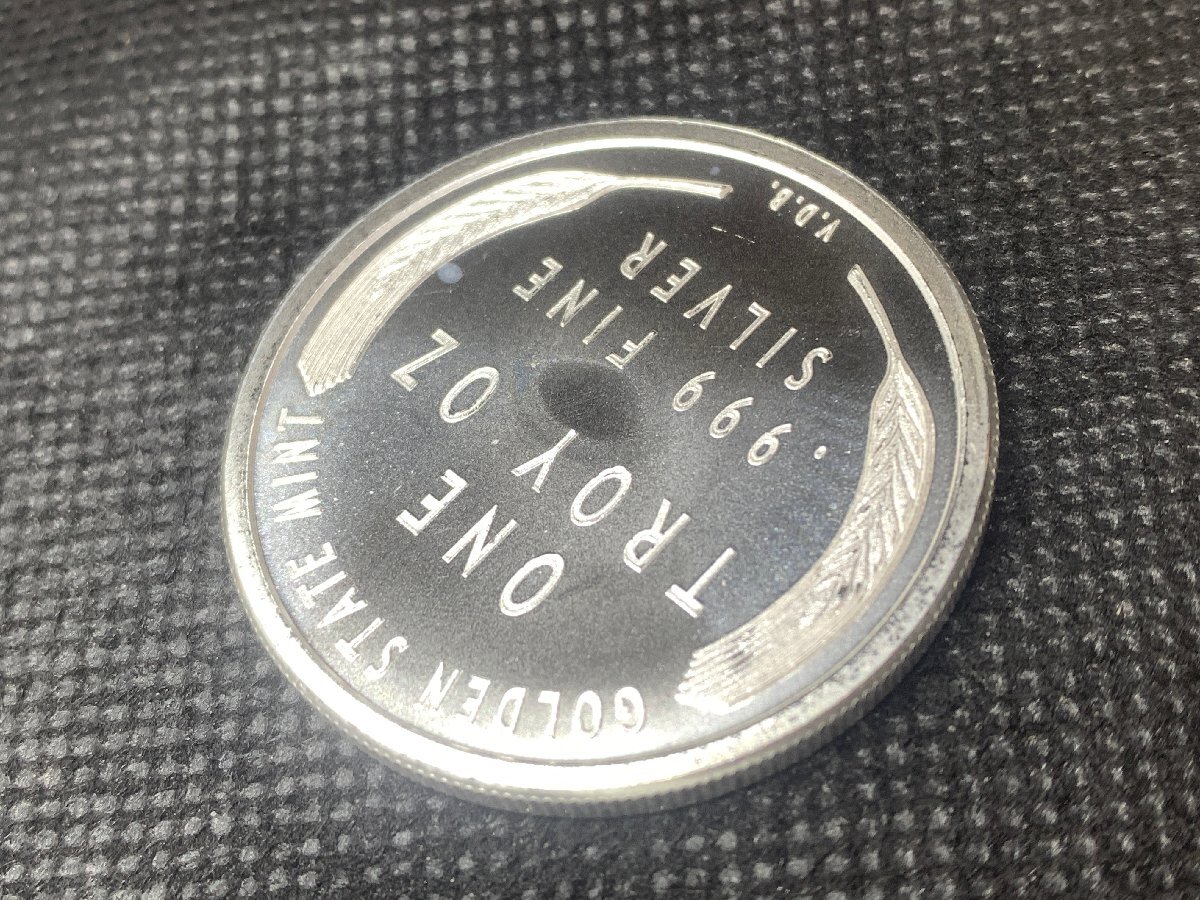 GOLDEN STATE MINT
ONE
TROY OZ
.999 FINE
SILVER
V.D.B.